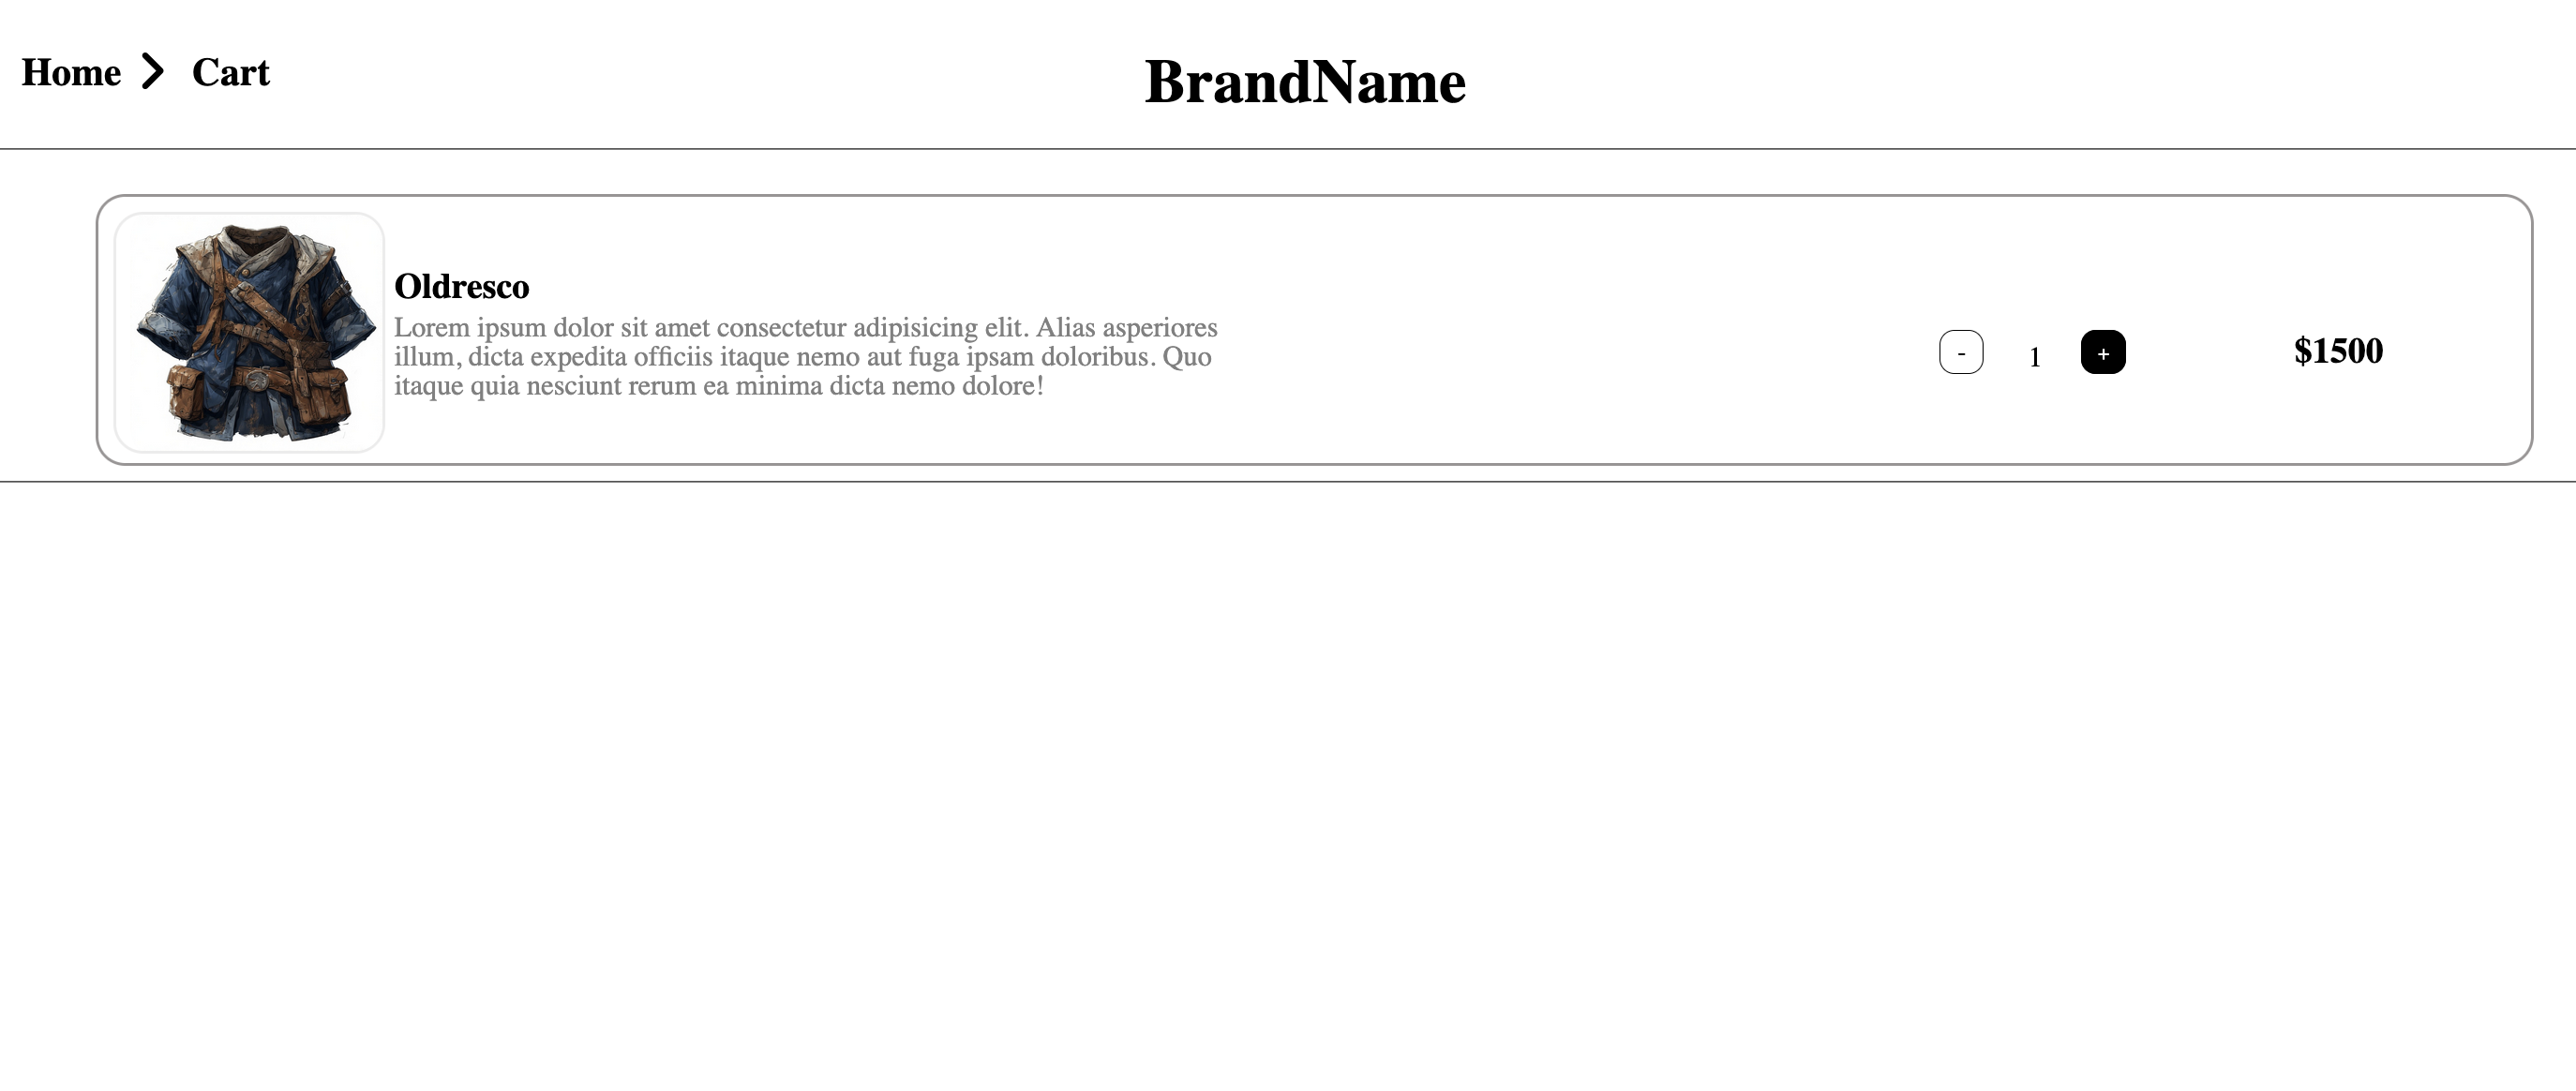 Home Cart
BrandName
Oldresco
Lorem ipsum dolor sit amet consectetur adipisicing elit. Alias asperiores
illum, dicta expedita officiis itaque nemo aut fuga ipsam doloribus. Quo
itaque quia nesciunt rerum ea minima dicta nemo dolore!
- 1 +
$1500